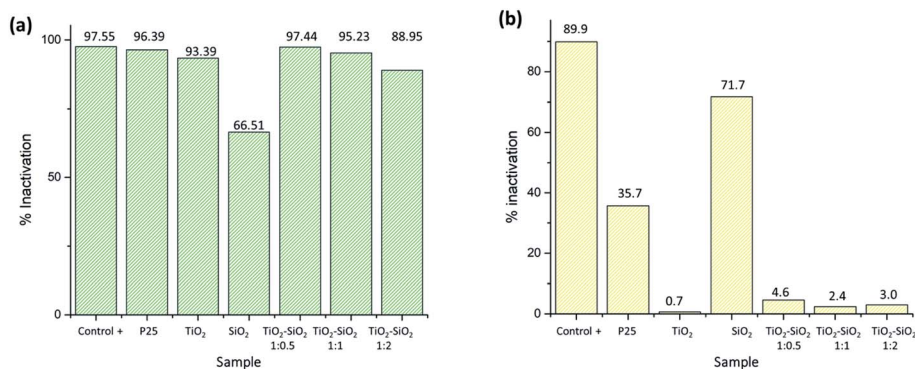 (a)
97.55 96.39 93.39 66.51 97.44 95.23 88.95
100
50
0
% Inactivation
Control + P25 TiO₂ SiO₂ TiO₂-SiO₂ TiO₂-SiO₂ TiO₂-SiO₂
1:0.5 1:1 1:2
Sample
(b)
89.9
71.7
35.7
0.7
4.6
2.4
3.0
80
60
40
20
0
% inactivation
Control + P25 TiO₂ SiO₂ TiO₂-SiO₂ TiO₂-SiO₂ TiO₂-SiO₂
1:0.5 1:1 1:2
Sample